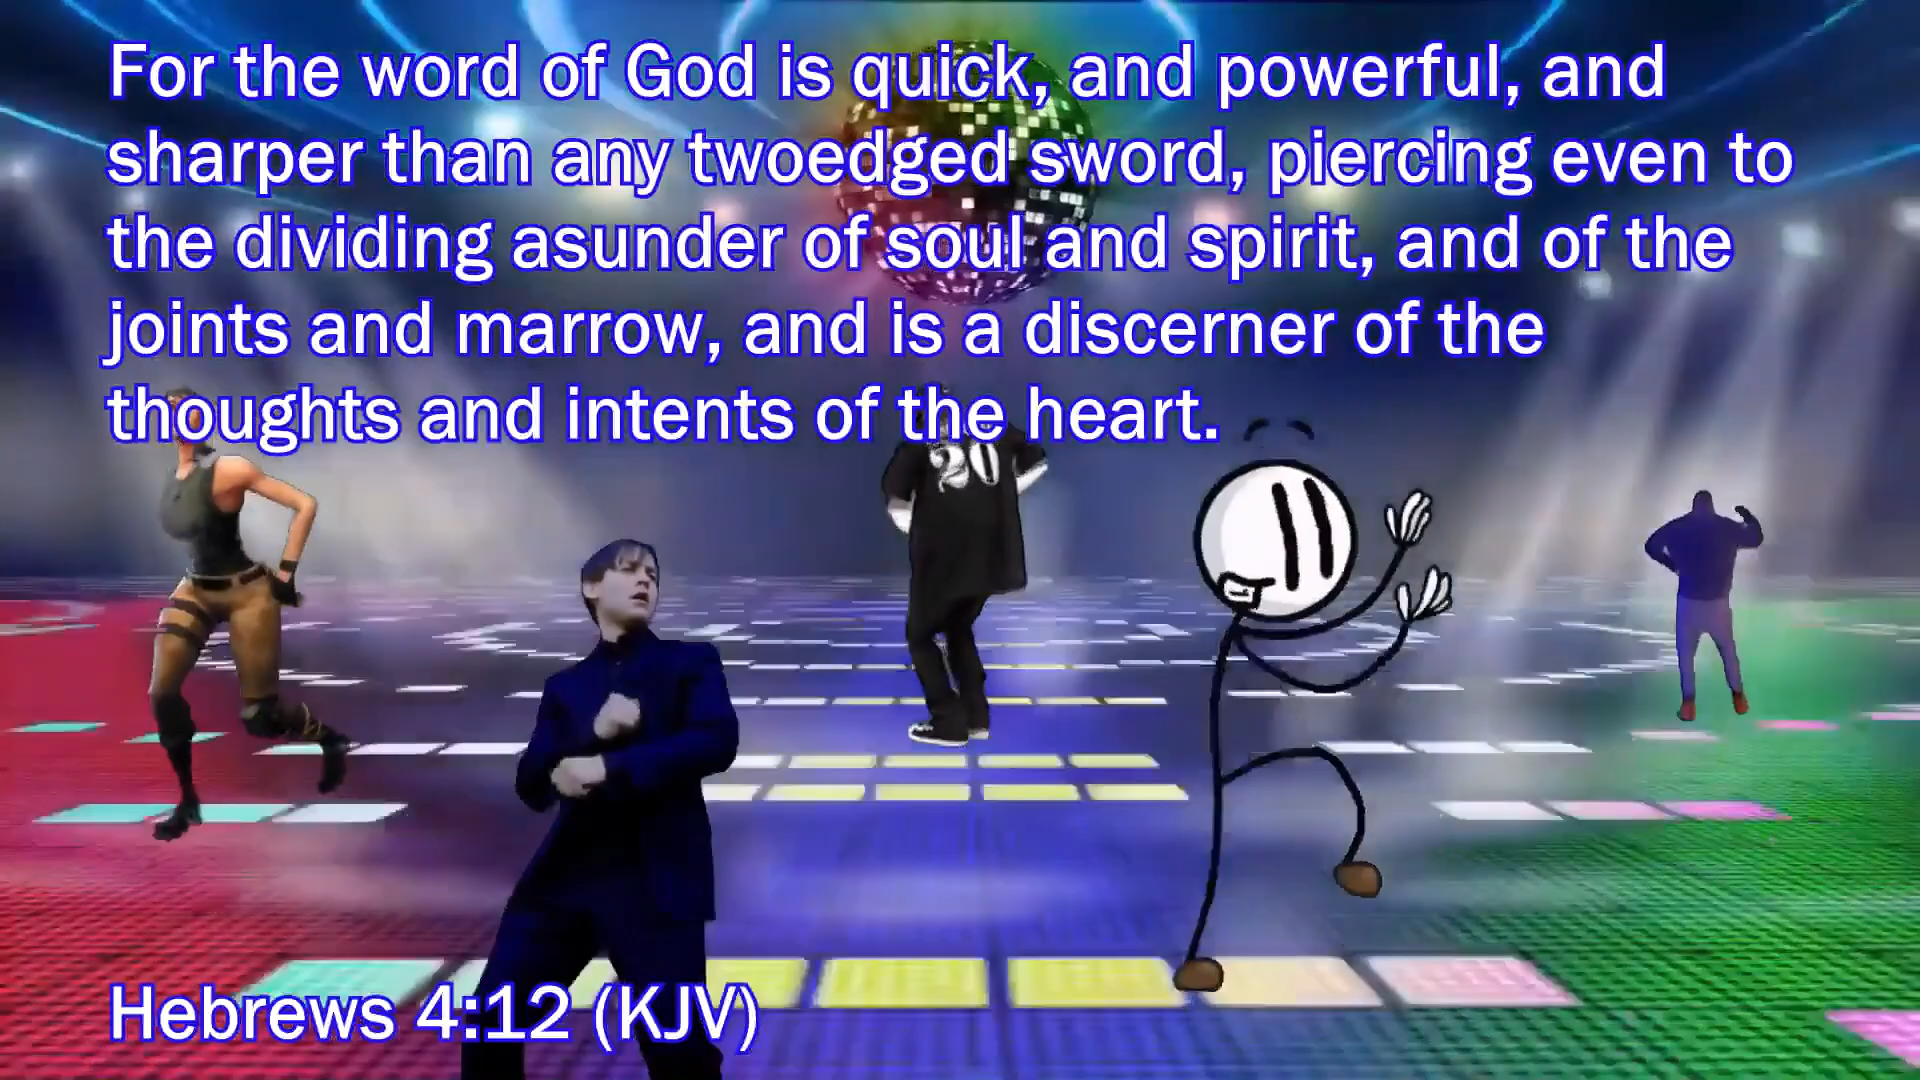 For the word of God is quick, and powerful, and
sharper than any twoedged sword, piercing even to
the dividing asunder of soul and spirit, and of the
joints and marrow, and is a discerner of the
thoughts and intents of the heart.
20
Hebrews 4:12 (KJV)